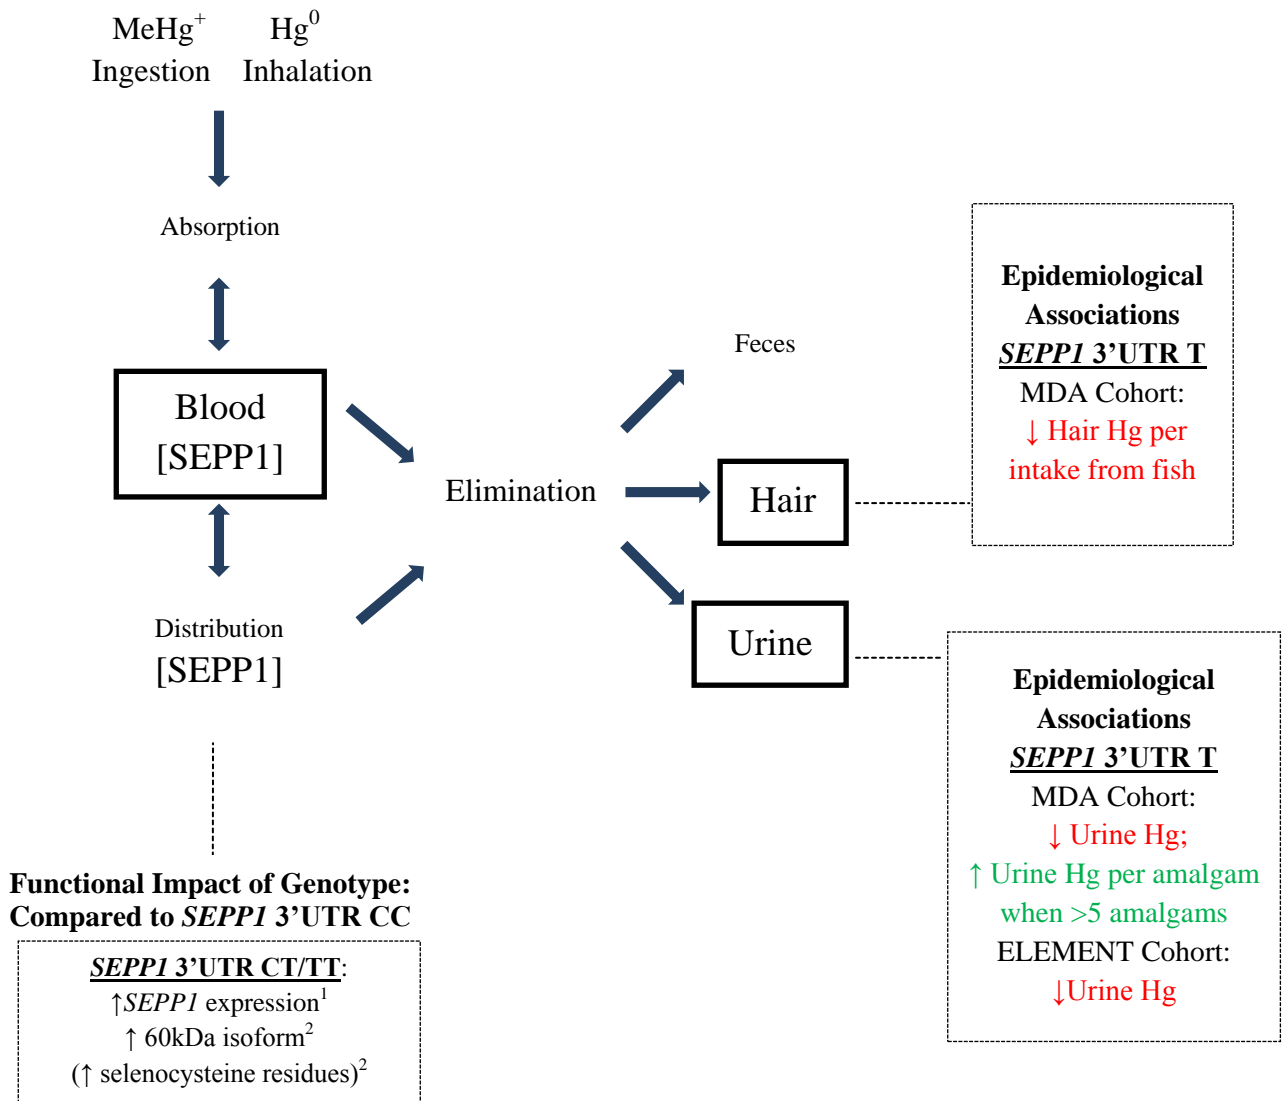 MeHg⁺ Hg⁰
Ingestion Inhalation
Absorption
Blood
[SEPP1]
Distribution
[SEPP1]
Elimination
Feces
Hair
Urine
Epidemiological
Associations
SEPP1 3’UTR T
MDA Cohort:
↓ Hair Hg per
intake from fish
Epidemiological
Associations
SEPP1 3’UTR T
MDA Cohort:
↓ Urine Hg;
↑ Urine Hg per amalgam
when >5 amalgams
ELEMENT Cohort:
↓Urine Hg
Functional Impact of Genotype:
Compared to SEPP1 3’UTR CC
SEPP1 3’UTR CT/TT:
↑SEPP1 expression¹
↑ 60kDa isoform²
(↑ selenocysteine residues)²